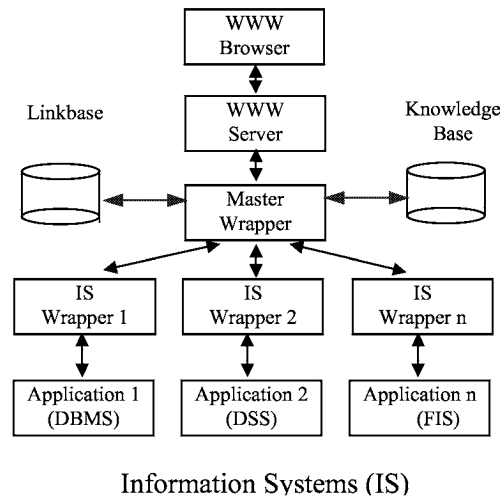 WWW
Browser
WWW
Server
Linkbase
Knowledge
Base
Master
Wrapper
IS
Wrapper 1
IS
Wrapper 2
IS
Wrapper n
Application 1
(DBMS)
Application 2
(DSS)
Application n
(FIS)
Information Systems (IS)